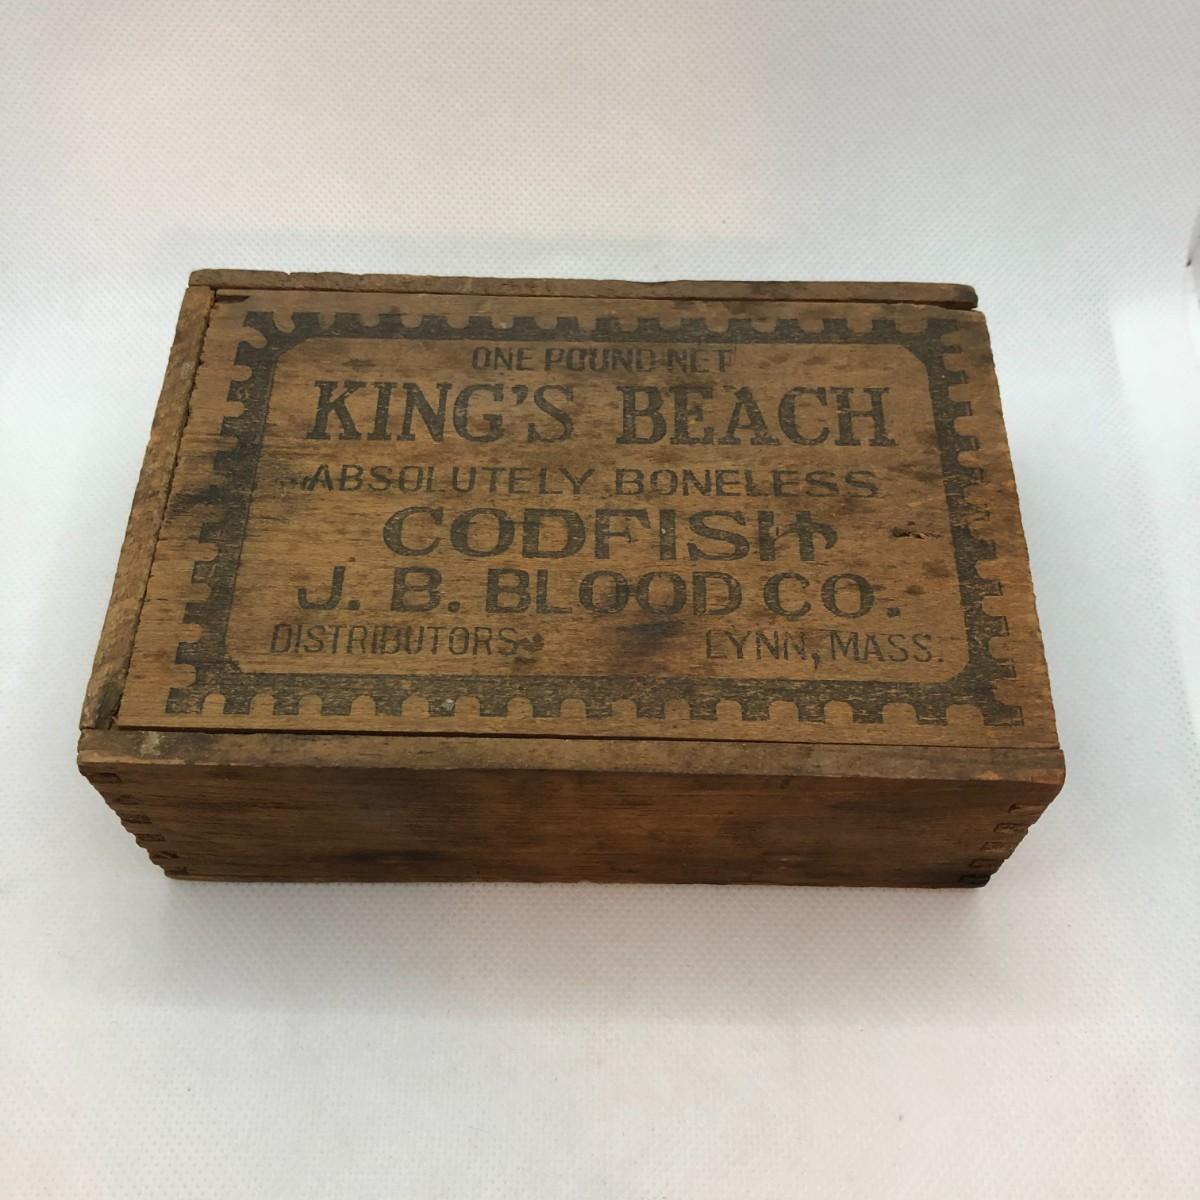 ONE POUND NET
KING'S BEACH
ABSOLUTELY BONELESS
CODFISH
J. B. BLOOD CO.
DISTRIBUTORS LYNN, MASS.